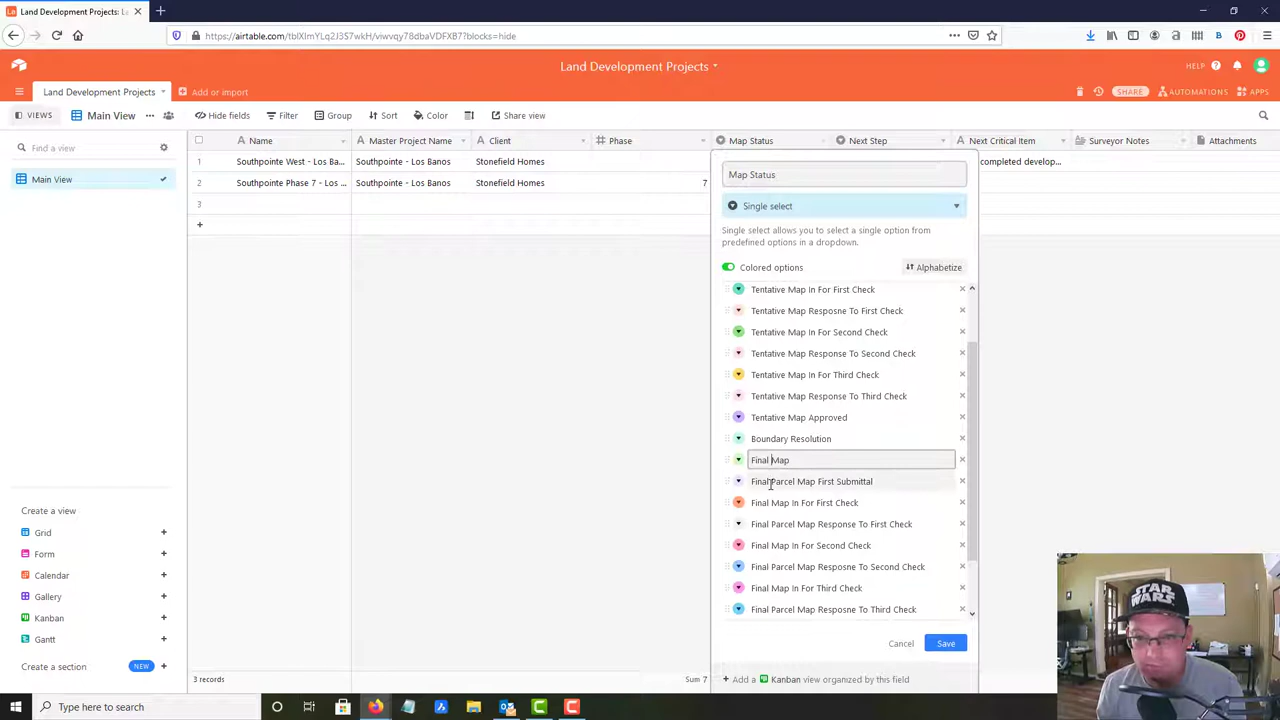 Land Development Projects: La
https://airtable.com/tblXImYLq2J3S7wkH/viwvqy78dbaVDFXB7?blocks=hide
Land Development Projects
HELP
Land Development Projects
Add or import
SHARE
AUTOMATIONS
APPS
VIEWS
Main View
Hide fields
Filter
Group
Sort
Color
Share view
Find a view
Name
Master Project Name
Client
Phase
Map Status
Next Step
Next Critical Item
Surveyor Notes
Attachments
1
Southpointe West - Los Ba...
Southpointe - Los Banos
Stonefield Homes
completed develop...
Main View
2
Southpointe Phase 7 - Los ...
Southpointe - Los Banos
Stonefield Homes
7
3
Map Status
Single select
Single select allows you to select a single option from
predefined options in a dropdown.
Colored options
Alphabetize
Tentative Map In For First Check
Tentative Map Resposne To First Check
Tentative Map In For Second Check
Tentative Map Response To Second Check
Tentative Map In For Third Check
Tentative Map Response To Third Check
Tentative Map Approved
Boundary Resolution
Final Map
Final Parcel Map First Submittal
Final Map In For First Check
Final Parcel Map Response To First Check
Final Map In For Second Check
Final Parcel Map Resposne To Second Check
Final Map In For Third Check
Final Parcel Map Resposne To Third Check
Cancel
Save
Add a Kanban view organized by this field
Create a view
Grid
Form
Calendar
Gallery
Kanban
Gantt
Create a section
NEW
3 records
Sum 7
STAR
WARS
Type here to search